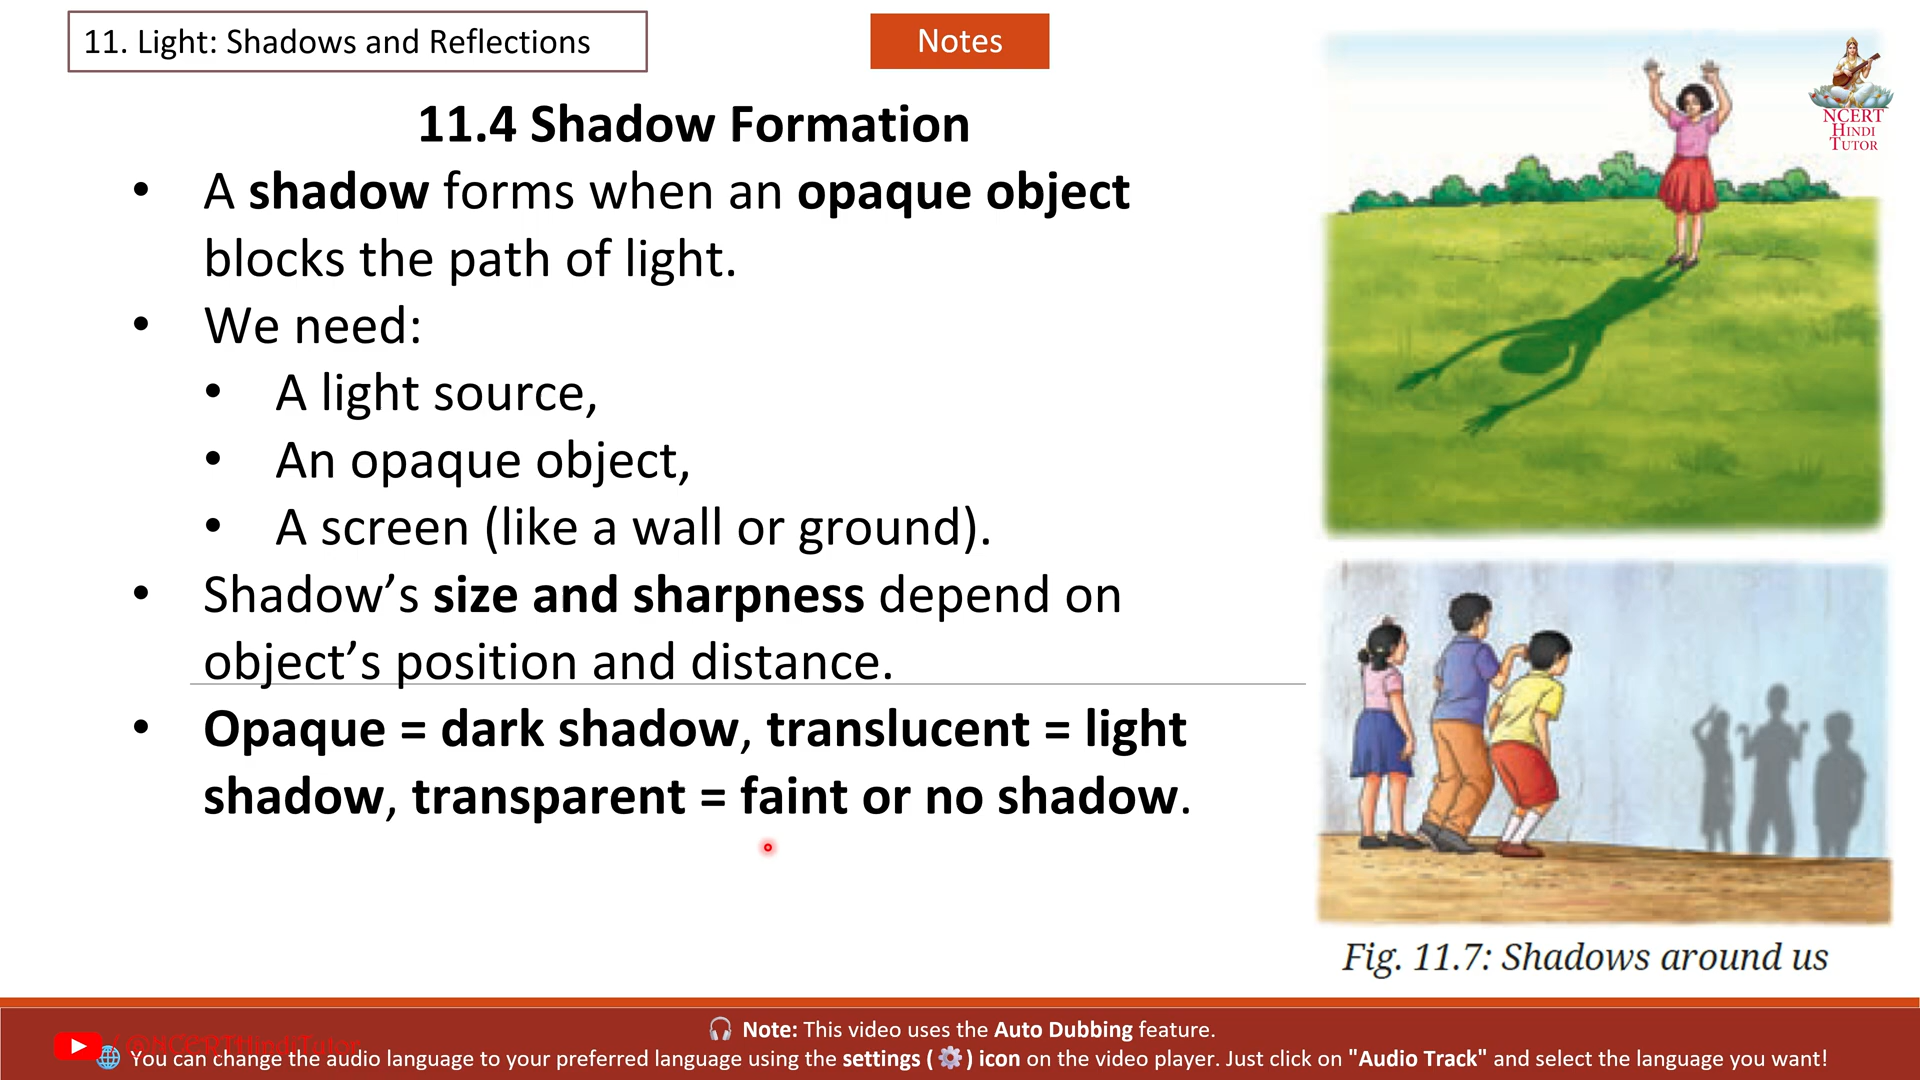 11. Light: Shadows and Reflections
Notes
NCERT
HINDI
TUTOR
11.4 Shadow Formation
• A shadow forms when an opaque object
blocks the path of light.
• We need:
• A light source,
• An opaque object,
• A screen (like a wall or ground).
• Shadow’s size and sharpness depend on
object’s position and distance.
• Opaque = dark shadow, translucent = light
shadow, transparent = faint or no shadow.
Fig. 11.7: Shadows around us
🎧 Note: This video uses the Auto Dubbing feature.
/@NCERTHindiTutor
🌐 You can change the audio language to your preferred language using the settings ( ⚙️ ) icon on the video player. Just click on "Audio Track" and select the language you want!